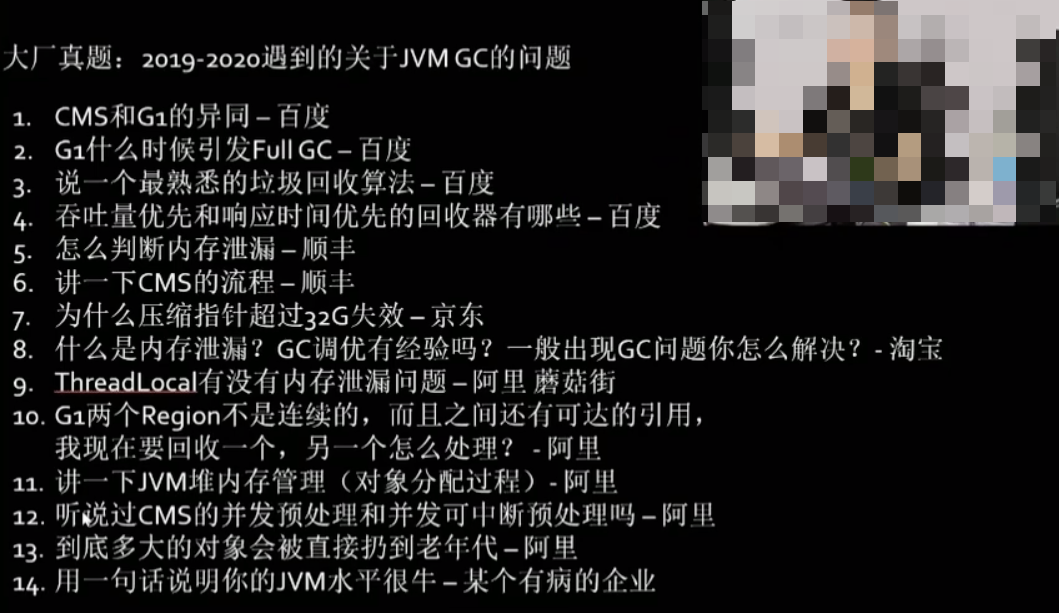 大厂真题：2019-2020遇到的关于JVM GC的问题
1. CMS和G1的异同 – 百度
2. G1什么时候引发Full GC – 百度
3. 说一个最熟悉的垃圾回收算法 – 百度
4. 吞吐量优先和响应时间优先的回收器有哪些 – 百度
5. 怎么判断内存泄漏 – 顺丰
6. 讲一下CMS的流程 – 顺丰
7. 为什么压缩指针超过32G失效 – 京东
8. 什么是内存泄漏？GC调优有经验吗？一般出现GC问题你怎么解决？- 淘宝
9. ThreadLocal有没有内存泄漏问题 – 阿里 蘑菇街
10. G1两个Region不是连续的，而且之间还有可达的引用，
我现在要回收一个，另一个怎么处理？ - 阿里
11. 讲一下JVM堆内存管理（对象分配过程）- 阿里
12. 听说过CMS的并发预处理和并发可中断预处理吗 – 阿里
13. 到底多大的对象会被直接扔到老年代 – 阿里
14. 用一句话说明你的JVM水平很牛 – 某个有病的企业